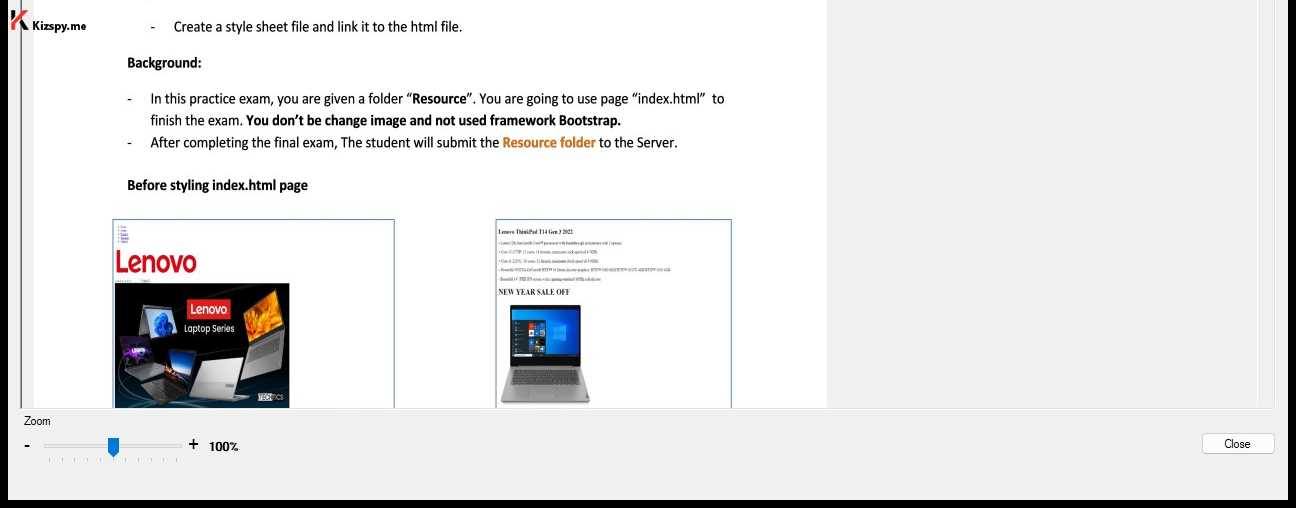 Kizspy.me
- Create a style sheet file and link it to the html file.
Background:
- In this practice exam, you are given a folder “Resource”. You are going to use page “index.html” to
finish the exam. You don’t be change image and not used framework Bootstrap.
- After completing the final exam, The student will submit the Resource folder to the Server.
Before styling index.html page
Lenovo
Lenovo
Laptop Series
Lenovo ThinkPad T14 Gen 3 2022
NEW YEAR SALE OFF
Zoom
- + 100%
Close